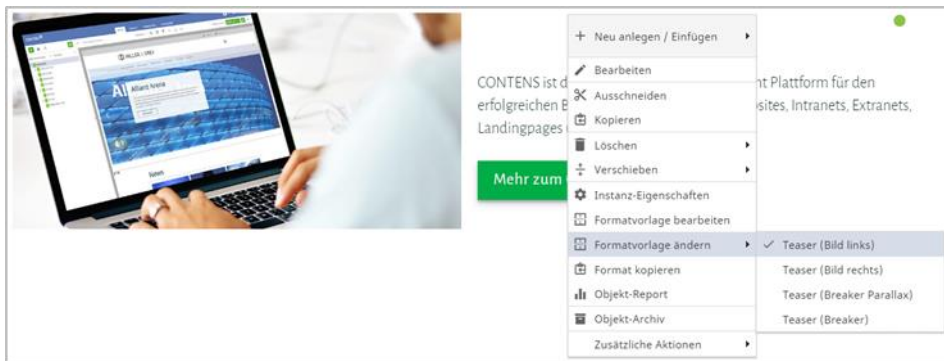 CONTENS ist d
nt Plattform für den
erfolgreichen B
sites, Intranets, Extranets,
Landingpages
Mehr zum
Neu anlegen / Einfügen
Bearbeiten
Ausschneiden
Kopieren
Löschen
Verschieben
Instanz-Eigenschaften
Formatvorlage bearbeiten
Formatvorlage ändern
Teaser (Bild links)
Teaser (Bild rechts)
Teaser (Breaker Parallax)
Teaser (Breaker)
Format kopieren
Objekt-Report
Objekt-Archiv
Zusätzliche Aktionen
Allianz Arena
News